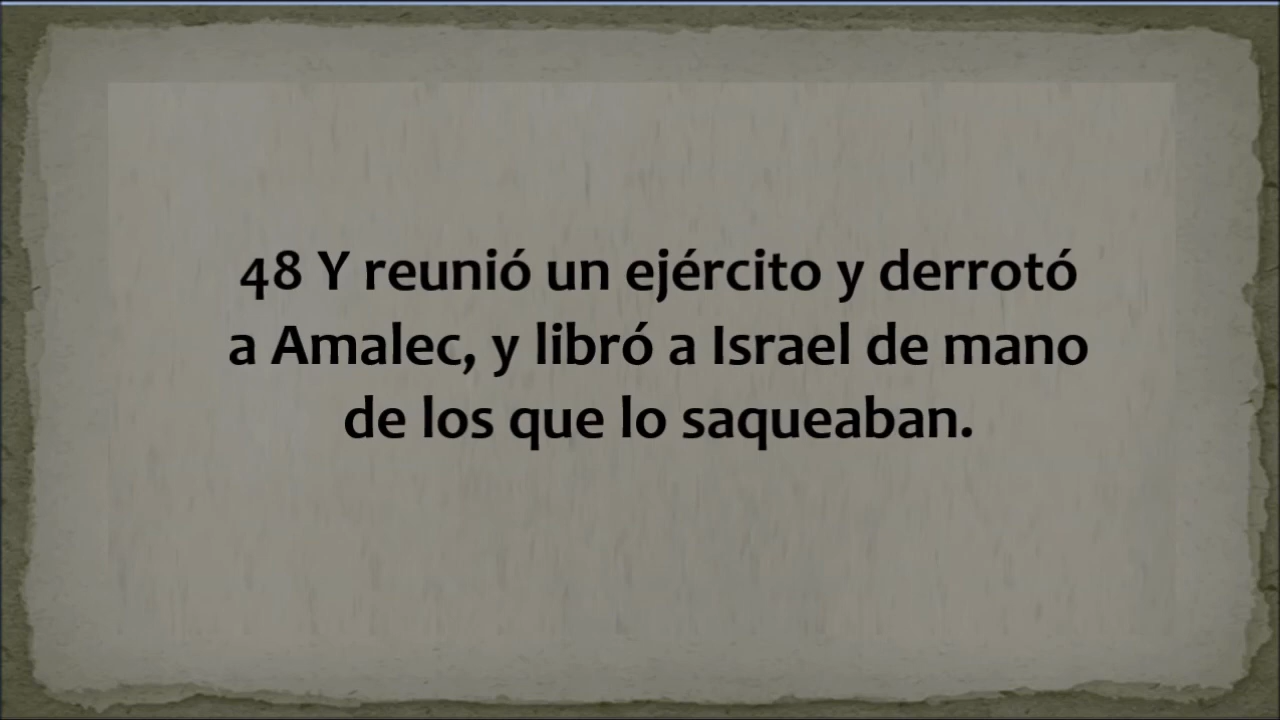 48 Y reunió un ejército y derrotó
a Amalec, y libró a Israel de mano
de los que lo saqueaban.